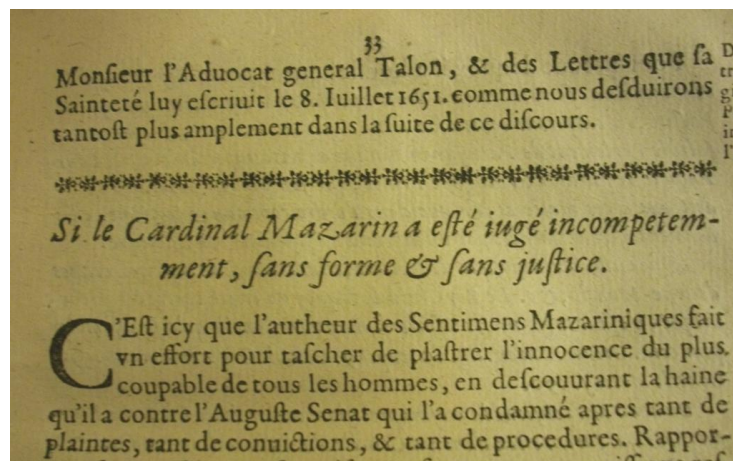 33
Monſieur l'Aduocat general Talon, & des Lettres que ſa
Sainteté luy eſcriuit le 8. Iuillet 1651. comme nous deſduirons
tantoſt plus amplement dans la ſuite de ce diſcours.
Si le Cardinal Mazarin a eſté iugé incompetem-
ment, ſans forme & ſans juſtice.
C'Eſt icy que l'autheur des Sentimens Mazariniques fait
vn effort pour taſcher de plaſtrer l'innocence du plus
coupable de tous les hommes, en deſcouurant la haine
qu'il a contre l'Auguſte Senat qui l'a condamné apres tant de
plaintes, tant de conuictions, & tant de procedures. Rappor-